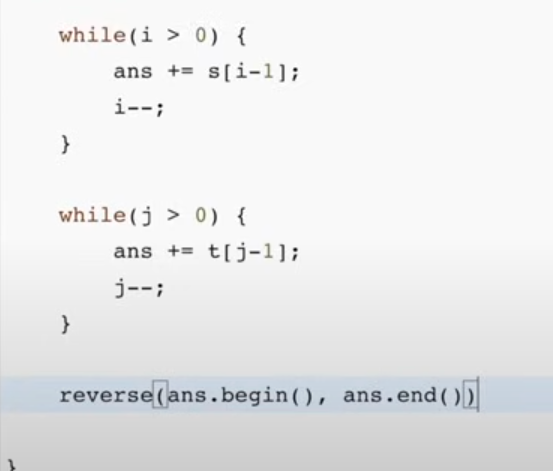 while(i > 0) {
ans += s[i-1];
i--;
}
while(j > 0) {
ans += t[j-1];
j--;
}
reverse(ans.begin(), ans.end())
}